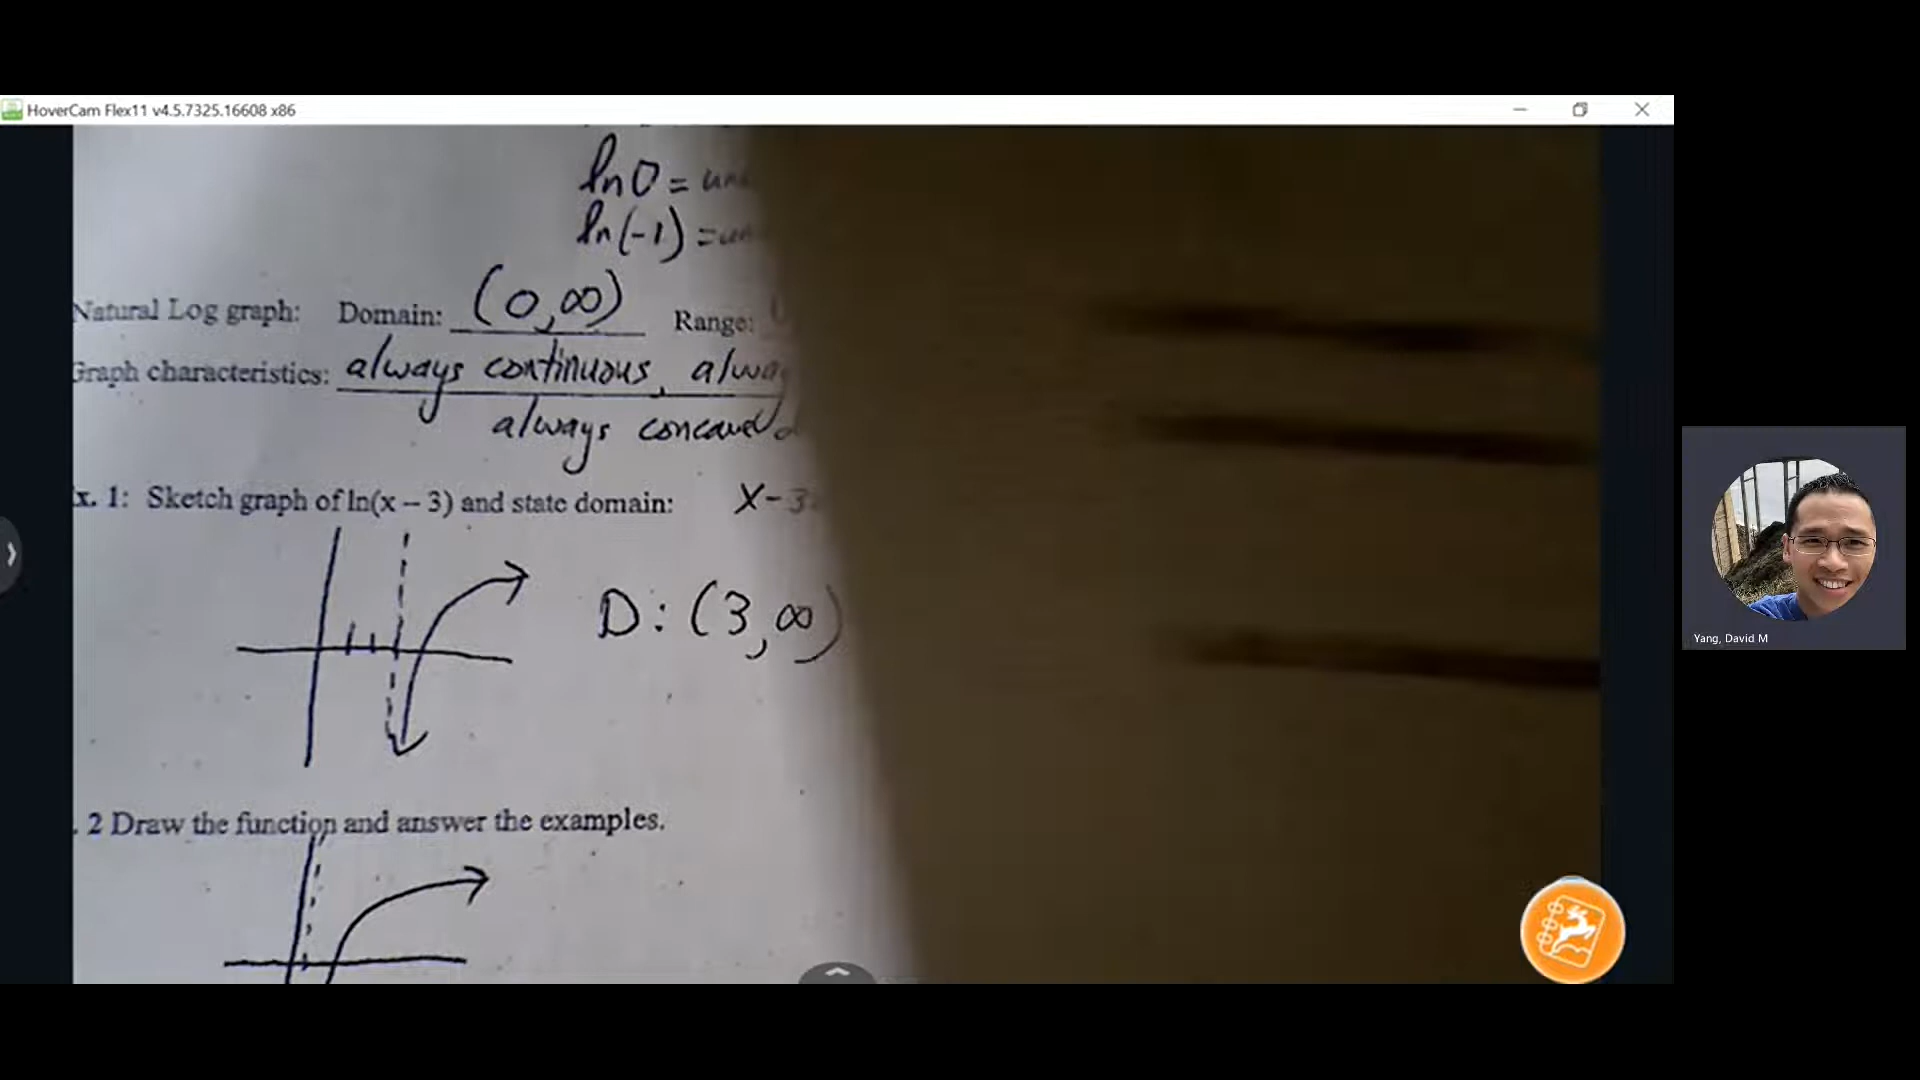 HoverCam Flex11 v4.5.7325.16608 x86
ln 0 =
ln(-1) =
Natural Log graph: Domain: (0,∞) Range:
Graph characteristics: always continuous,
always concave
x. 1: Sketch graph of ln(x – 3) and state domain: x-3
D: (3,∞)
. 2 Draw the function and answer the examples.
Yang, David M